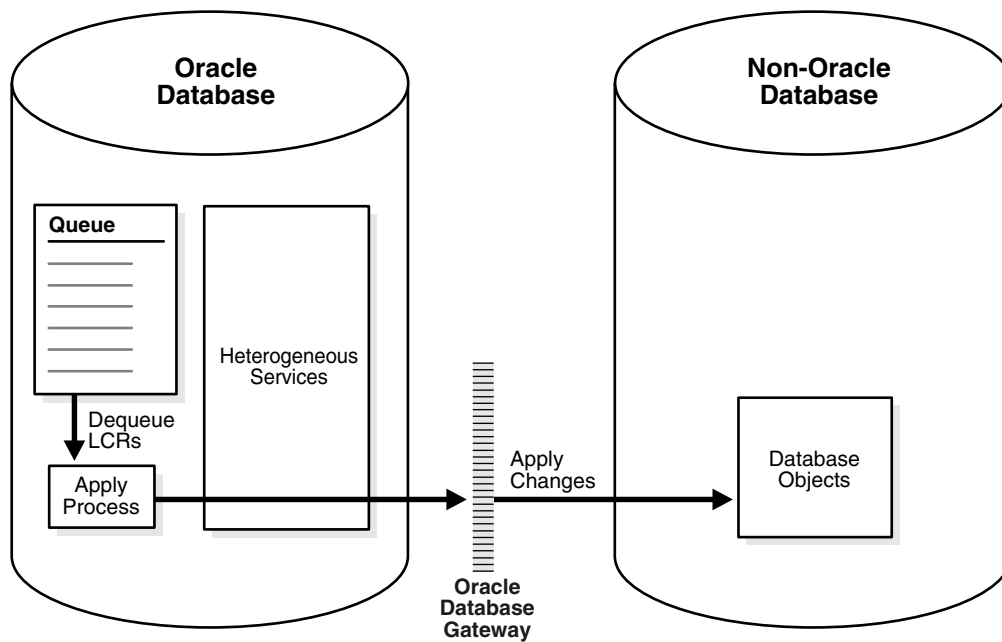 Oracle
Database
Non-Oracle
Database
Queue
Heterogeneous
Services
Dequeue
LCRs
Apply
Process
Apply
Changes
Database
Objects
Oracle
Database
Gateway